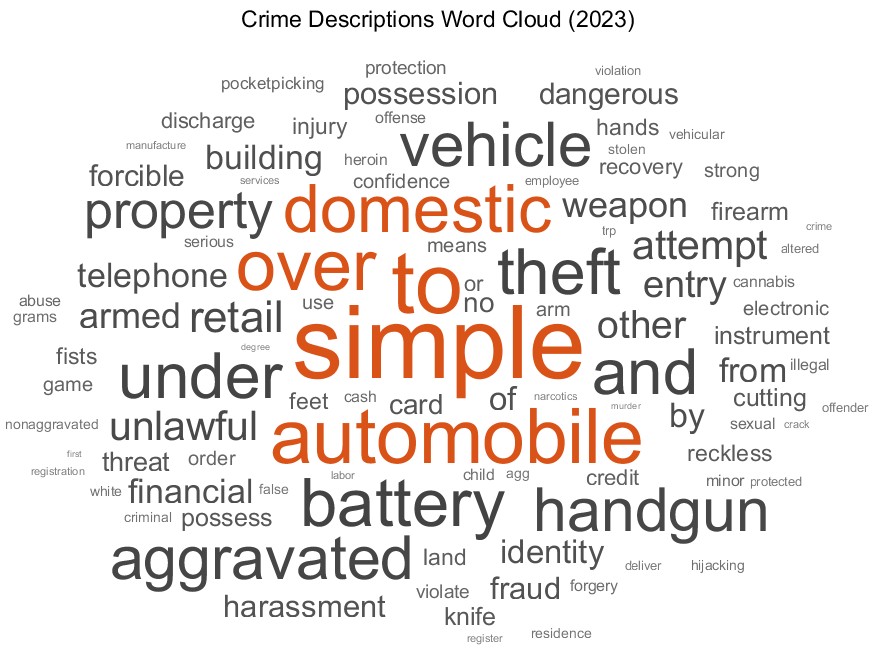 Crime Descriptions Word Cloud (2023)
protection
violation
pocketpicking
possession
dangerous
discharge
injury
offense
vehicle
hands
vehicular
manufacture
building
heroin
stolen
recovery
strong
forcible
services
confidence
employee
property
domestic
weapon
firearm
serious
means
trp
attempt
crime
altered
telephone
over
to
or
theft
entry
cannabis
abuse
grams
armed
retail
use
no
arm
other
electronic
instrument
degree
simple
fists
game
under
and
from
illegal
feet
cash
card
of
narcotics
murder
cutting
offender
nonaggravated
unlawful
automobile
by
sexual
crack
first
registration
threat
order
reckless
labor
child
agg
credit
minor
protected
white
financial
false
battery
handgun
criminal
possess
aggravated
land
identity
deliver
hijacking
violate
fraud
forgery
harassment
knife
register
residence